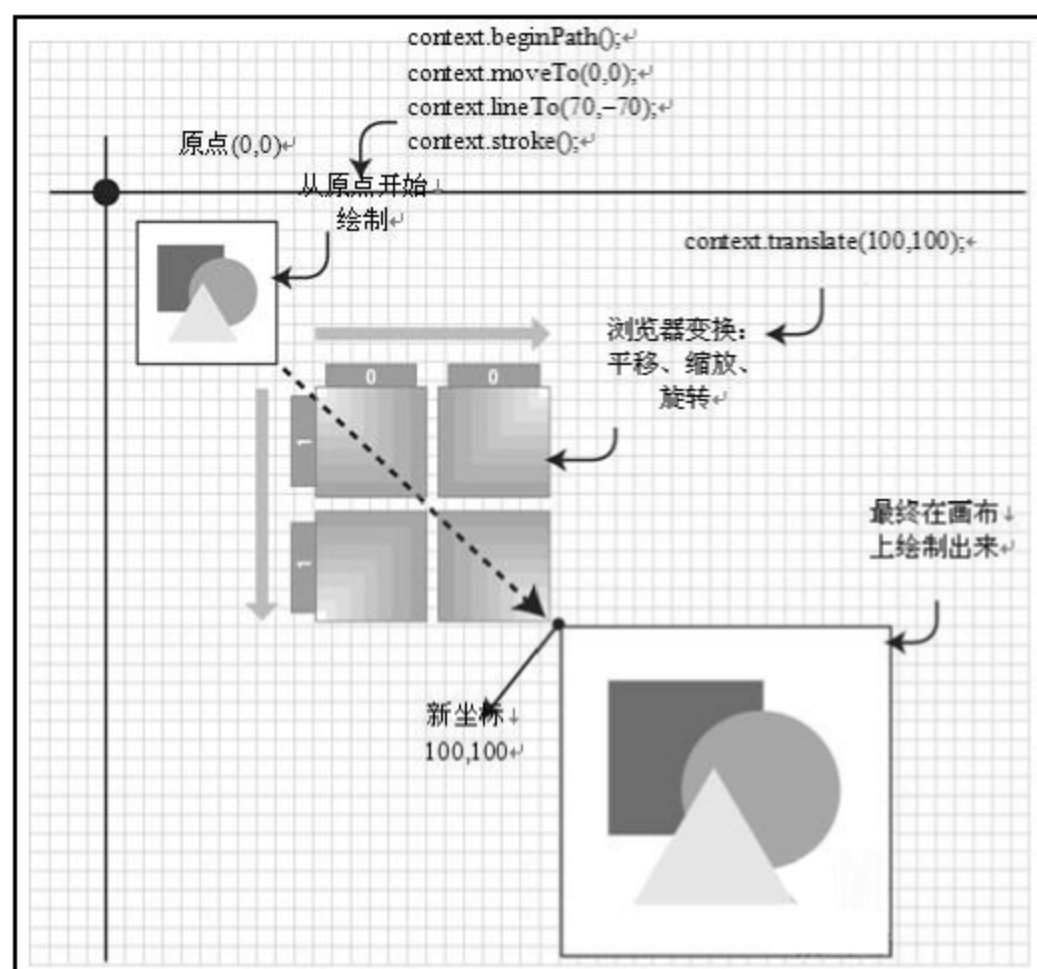 context.beginPath();
context.moveTo(0,0);
context.lineTo(70,–70);
context.stroke();
原点(0,0)
从原点开始
绘制
context.translate(100,100);
浏览器变换：
平移、缩放、
旋转
0
0
1
1
最终在画布
上绘制出来
新坐标
100,100